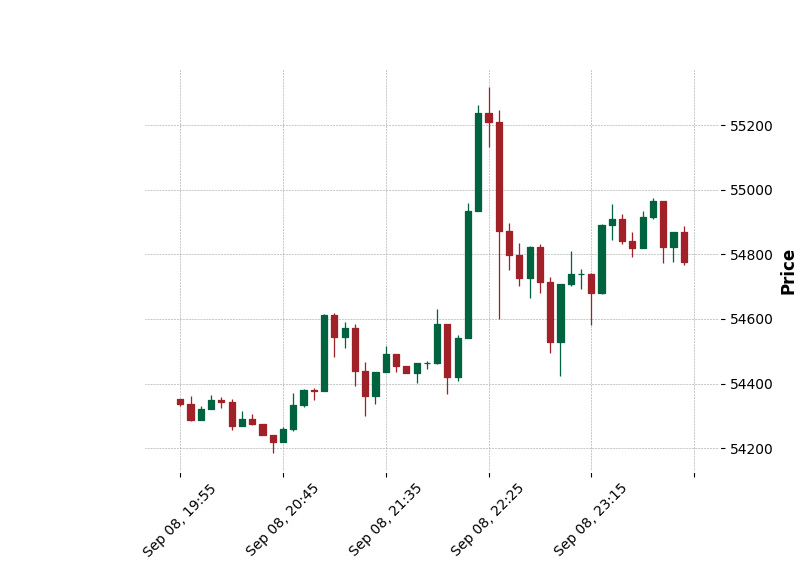 55200
55000
54800
54600
54400
54200
Price
Sep 08, 19:55
Sep 08, 20:45
Sep 08, 21:35
Sep 08, 22:25
Sep 08, 23:15